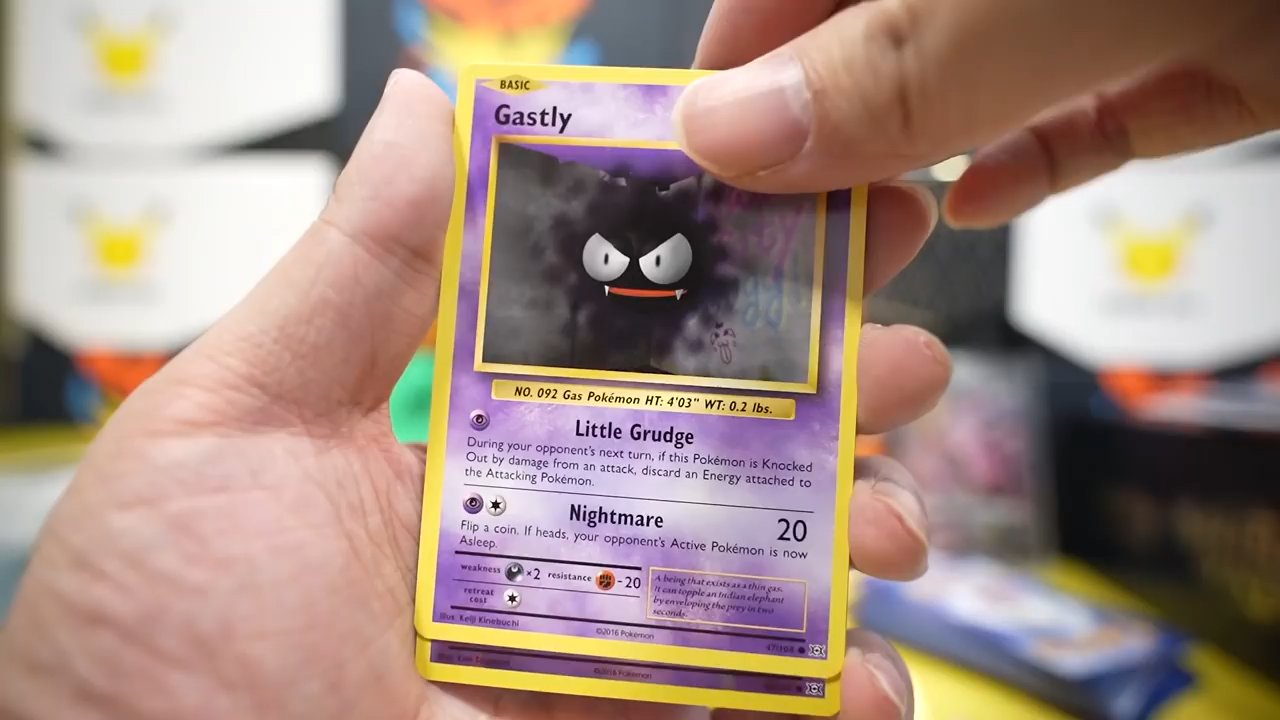 BASIC
Gastly
NO. 092 Gas Pokémon HT: 4'03" WT: 0.2 lbs.
Little Grudge
During your opponent's next turn, if this Pokémon is Knocked
Out by damage from an attack, discard an Energy attached to
the Attacking Pokémon.
Nightmare 20
Flip a coin. If heads, your opponent's Active Pokémon is now
Asleep.
weakness ×2 resistance -20
retreat
cost
A being that exists as a thin gas.
It can topple an Indian elephant
by enveloping the prey in two
seconds.
Illus. Keiji Kinebuchi
©2016 Pokémon
47/108
©2016 Pokémon